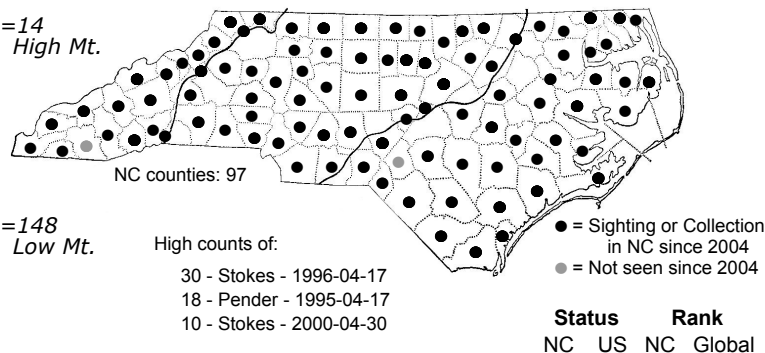 =14
High Mt.
NC counties: 97
=148
Low Mt.
High counts of:
30 - Stokes - 1996-04-17
18 - Pender - 1995-04-17
10 - Stokes - 2000-04-30
= Sighting or Collection
in NC since 2004
= Not seen since 2004
Status Rank
NC US NC Global